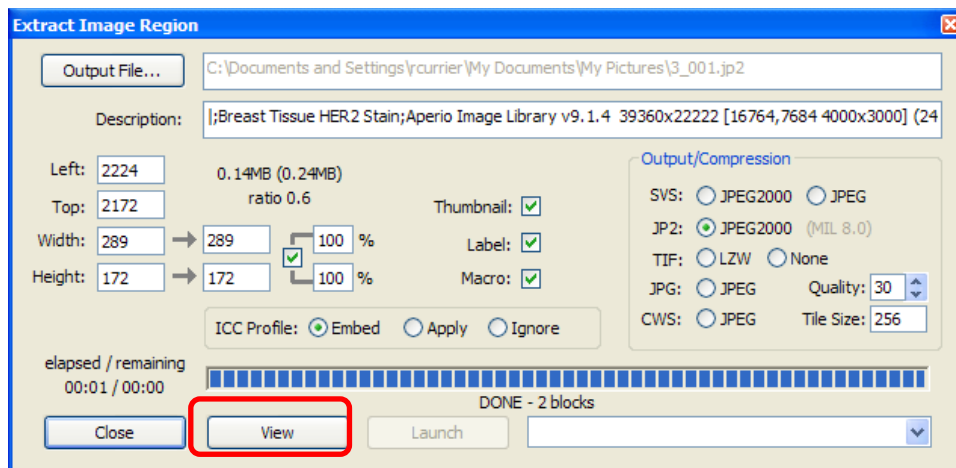 Extract Image Region
Output File... C:\Documents and Settings\rcurrier\My Documents\My Pictures\3_001.jp2
Description: |;Breast Tissue HER2 Stain;Aperio Image Library v9.1.4 39360x22222 [16764,7684 4000x3000] (24
Left: 2224
Top: 2172
Width: 289 289 100 %
Height: 172 172 100 %
0.14MB (0.24MB)
ratio 0.6
Thumbnail:
Label:
Macro:
Output/Compression
SVS: JPEG2000 JPEG
JP2: JPEG2000 (MIL 8.0)
TIF: LZW None
JPG: JPEG Quality: 30
CWS: JPEG Tile Size: 256
ICC Profile: Embed Apply Ignore
elapsed / remaining
00:01 / 00:00
DONE - 2 blocks
Close View Launch